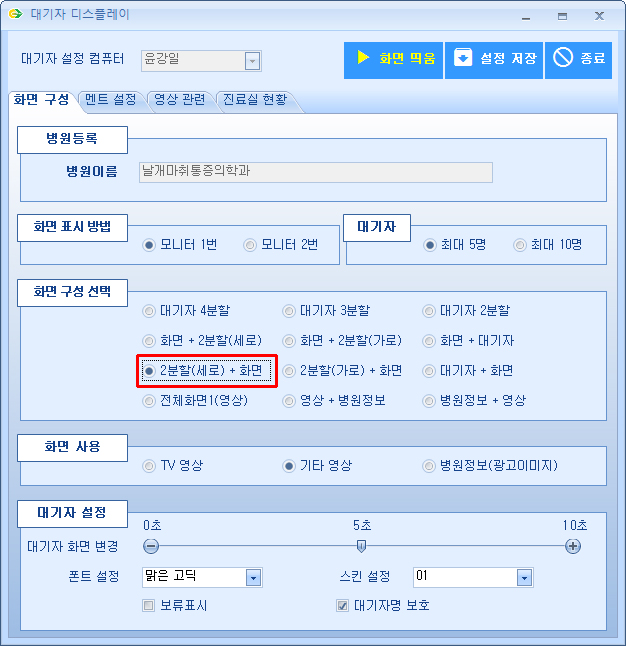 대기자 디스플레이
대기자 설정 컴퓨터 윤강일 화면 띄움 설정 저장 종료
화면 구성 멘트 설정 영상 관련 진료실 현황
병원등록
병원이름 날개마취통증의학과
화면 표시 방법 대기자
모니터 1번 모니터 2번 최대 5명 최대 10명
화면 구성 선택
대기자 4분할 대기자 3분할 대기자 2분할
화면 + 2분할(세로) 화면 + 2분할(가로) 화면 + 대기자
2분할(세로) + 화면 2분할(가로) + 화면 대기자 + 화면
전체화면1(영상) 영상 + 병원정보 병원정보 + 영상
화면 사용
TV 영상 기타 영상 병원정보(광고이미지)
대기자 설정
0초 5초 10초
대기자 화면 변경
폰트 설정 맑은 고딕 스킨 설정 01
보류표시 대기자명 보호